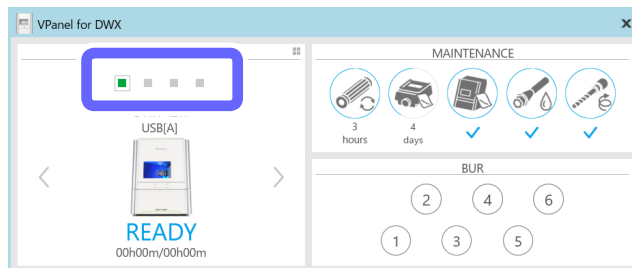 VPanel for DWX
USB[A]
READY
00h00m/00h00m
MAINTENANCE
3
hours
4
days
BUR
2 4 6
1 3 5